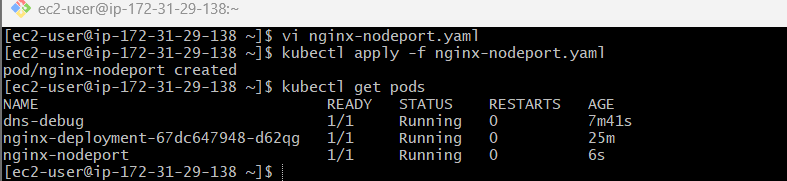 ec2-user@ip-172-31-29-138:~
[ec2-user@ip-172-31-29-138 ~]$ vi nginx-nodeport.yaml
[ec2-user@ip-172-31-29-138 ~]$ kubectl apply -f nginx-nodeport.yaml
pod/nginx-nodeport created
[ec2-user@ip-172-31-29-138 ~]$ kubectl get pods
NAME READY STATUS RESTARTS AGE
dns-debug 1/1 Running 0 7m41s
nginx-deployment-67dc647948-d62qg 1/1 Running 0 25m
nginx-nodeport 1/1 Running 0 6s
[ec2-user@ip-172-31-29-138 ~]$